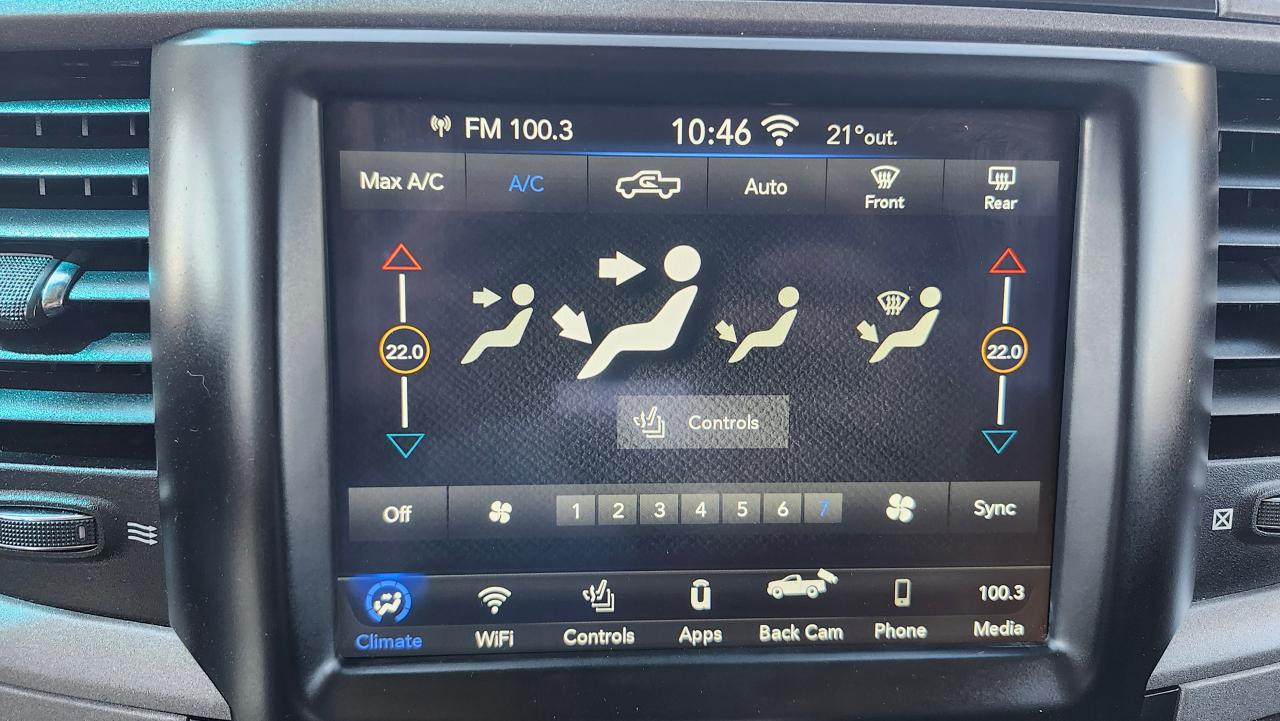 FM 100.3 10:46 21°out.
Max A/C A/C Auto Front Rear
22.0 22.0
Controls
Off 1 2 3 4 5 6 7 Sync
100.3
Climate WiFi Controls Apps Back Cam Phone Media